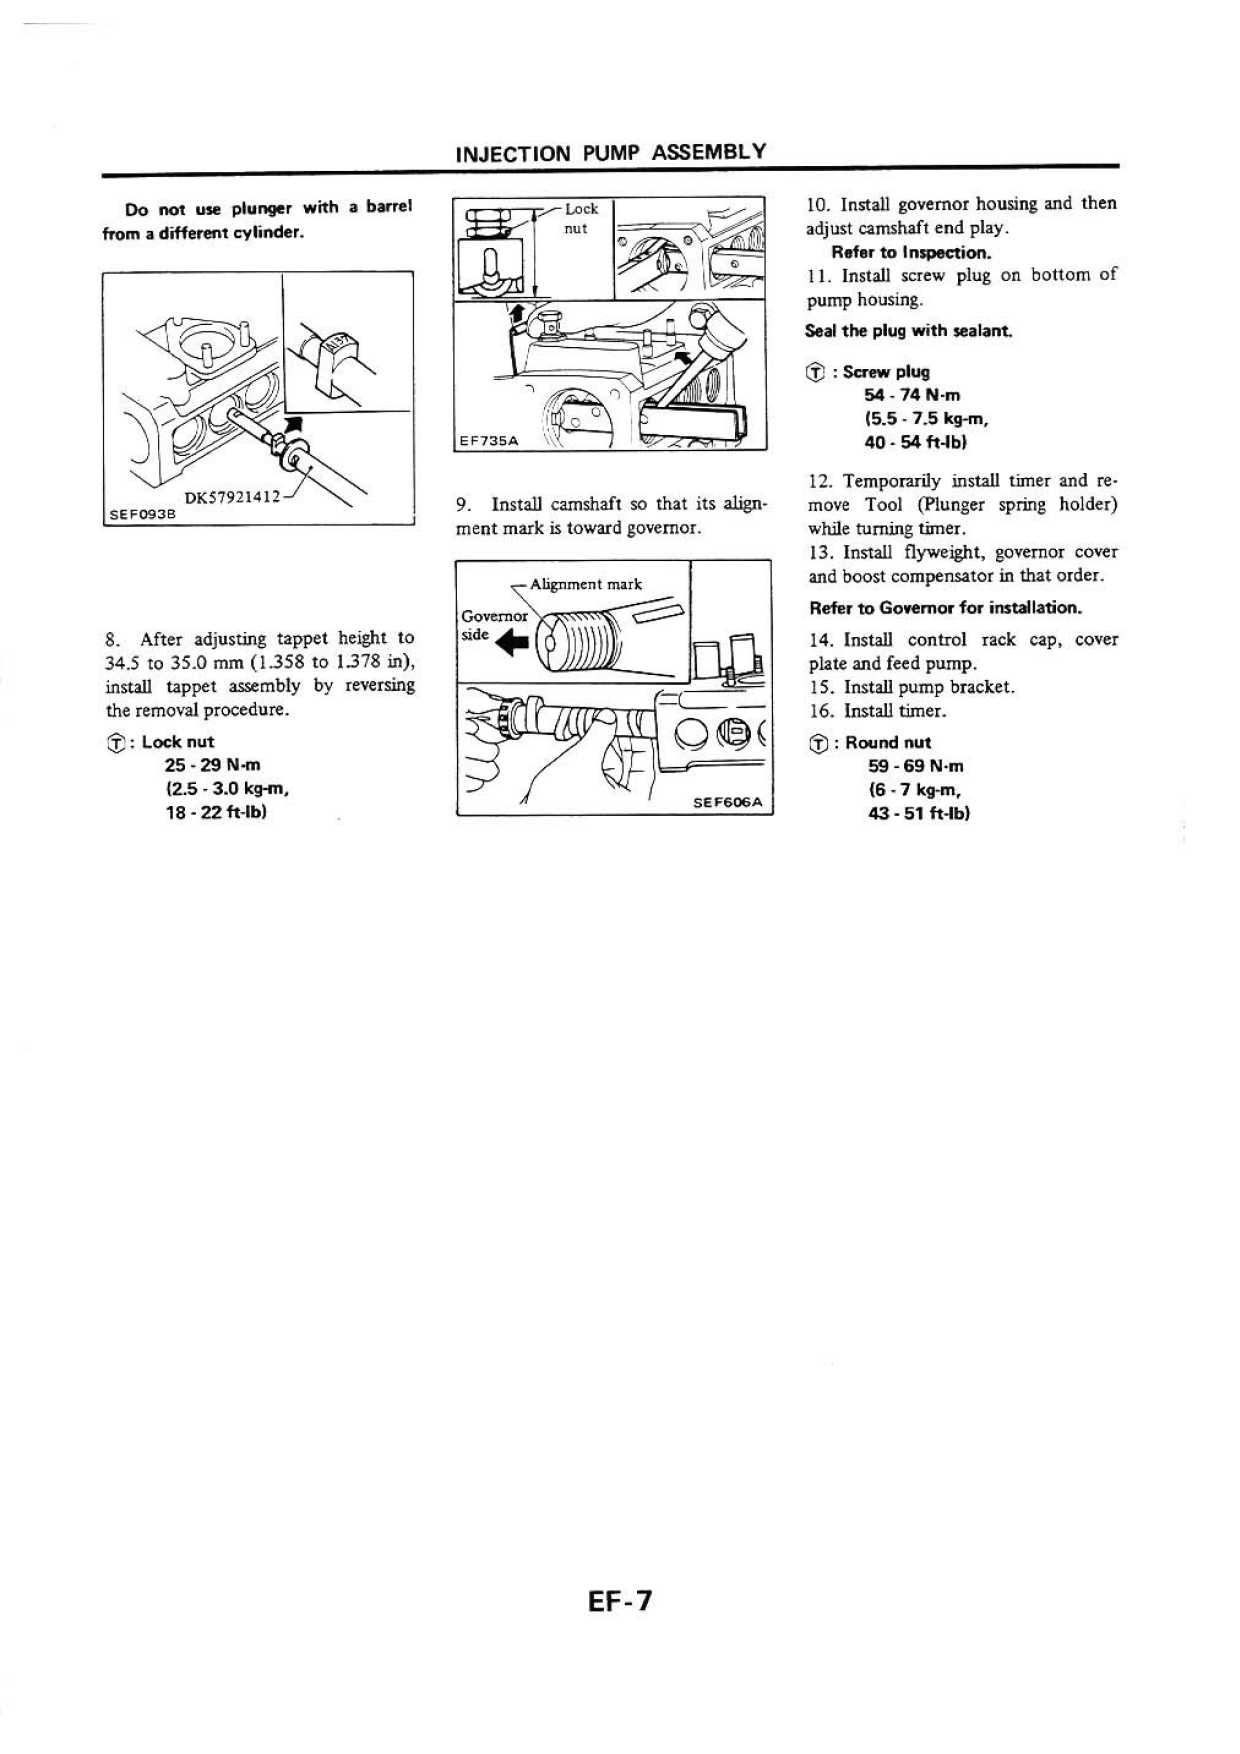 INJECTION PUMP ASSEMBLY
Do not use plunger with a barrel
from a different cylinder.
A137
DK57921412
SEF093B
8. After adjusting tappet height to
34.5 to 35.0 mm (1.358 to 1.378 in),
install tappet assembly by reversing
the removal procedure.
Ⓣ : Lock nut
25 - 29 N·m
(2.5 - 3.0 kg-m,
18 - 22 ft-lb)
Lock
nut
EF735A
9. Install camshaft so that its align-
ment mark is toward governor.
Alignment mark
Governor
side
SEF606A
10. Install governor housing and then
adjust camshaft end play.
Refer to Inspection.
11. Install screw plug on bottom of
pump housing.
Seal the plug with sealant.
Ⓣ : Screw plug
54 - 74 N·m
(5.5 - 7.5 kg-m,
40 - 54 ft-lb)
12. Temporarily install timer and re-
move Tool (Plunger spring holder)
while turning timer.
13. Install flyweight, governor cover
and boost compensator in that order.
Refer to Governor for installation.
14. Install control rack cap, cover
plate and feed pump.
15. Install pump bracket.
16. Install timer.
Ⓣ : Round nut
59 - 69 N·m
(6 - 7 kg-m,
43 - 51 ft-lb)
EF-7